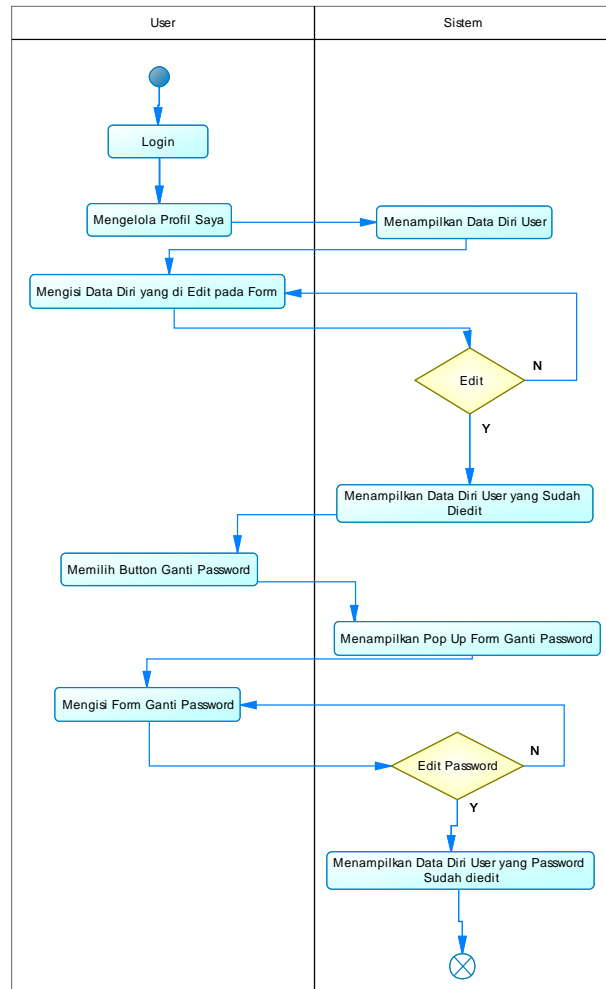 User
Sistem
Login
Mengelola Profil Saya
Menampilkan Data Diri User
Mengisi Data Diri yang di Edit pada Form
Edit
N
Y
Menampilkan Data Diri User yang Sudah
Diedit
Memilih Button Ganti Password
Menampilkan Pop Up Form Ganti Password
Mengisi Form Ganti Password
Edit Password
N
Y
Menampilkan Data Diri User yang Password
Sudah diedit